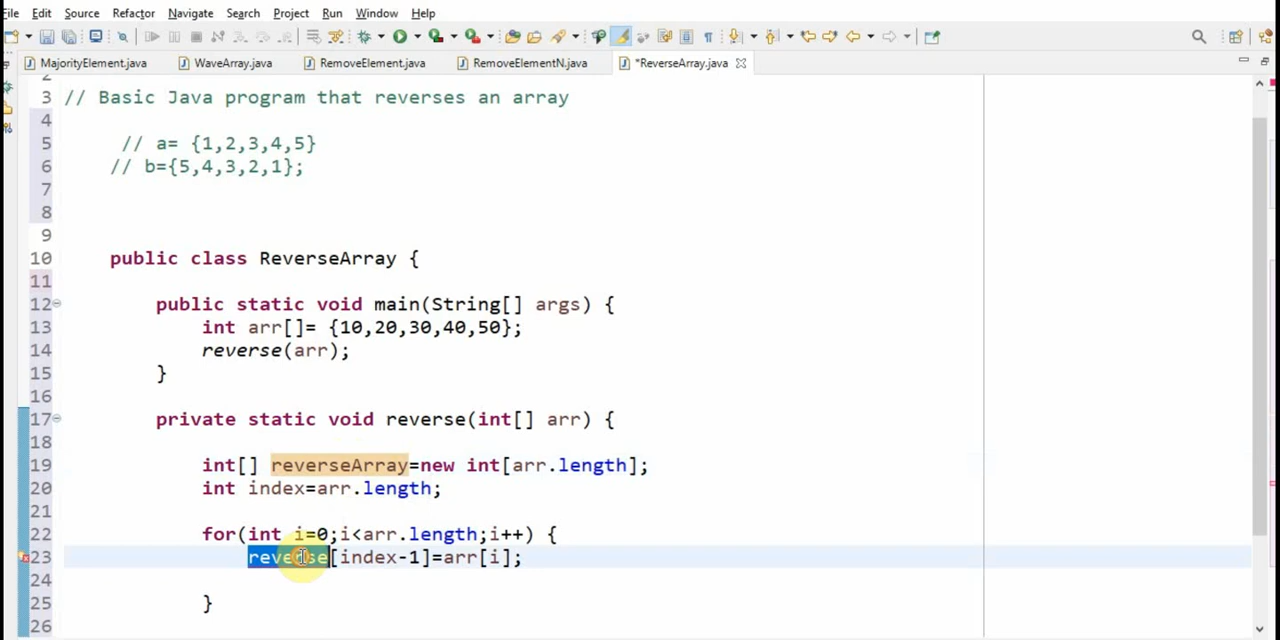 File Edit Source Refactor Navigate Search Project Run Window Help
MajorityElement.java WaveArray.java RemoveElement.java RemoveElementN.java *ReverseArray.java
2
3 // Basic Java program that reverses an array
4
5 // a= {1,2,3,4,5}
6 // b={5,4,3,2,1};
7
8
9
10 public class ReverseArray {
11
12 public static void main(String[] args) {
13 int arr[]= {10,20,30,40,50};
14 reverse(arr);
15 }
16
17 private static void reverse(int[] arr) {
18
19 int[] reverseArray=new int[arr.length];
20 int index=arr.length;
21
22 for(int i=0;i<arr.length;i++) {
23 reverse[index-1]=arr[i];
24
25 }
26